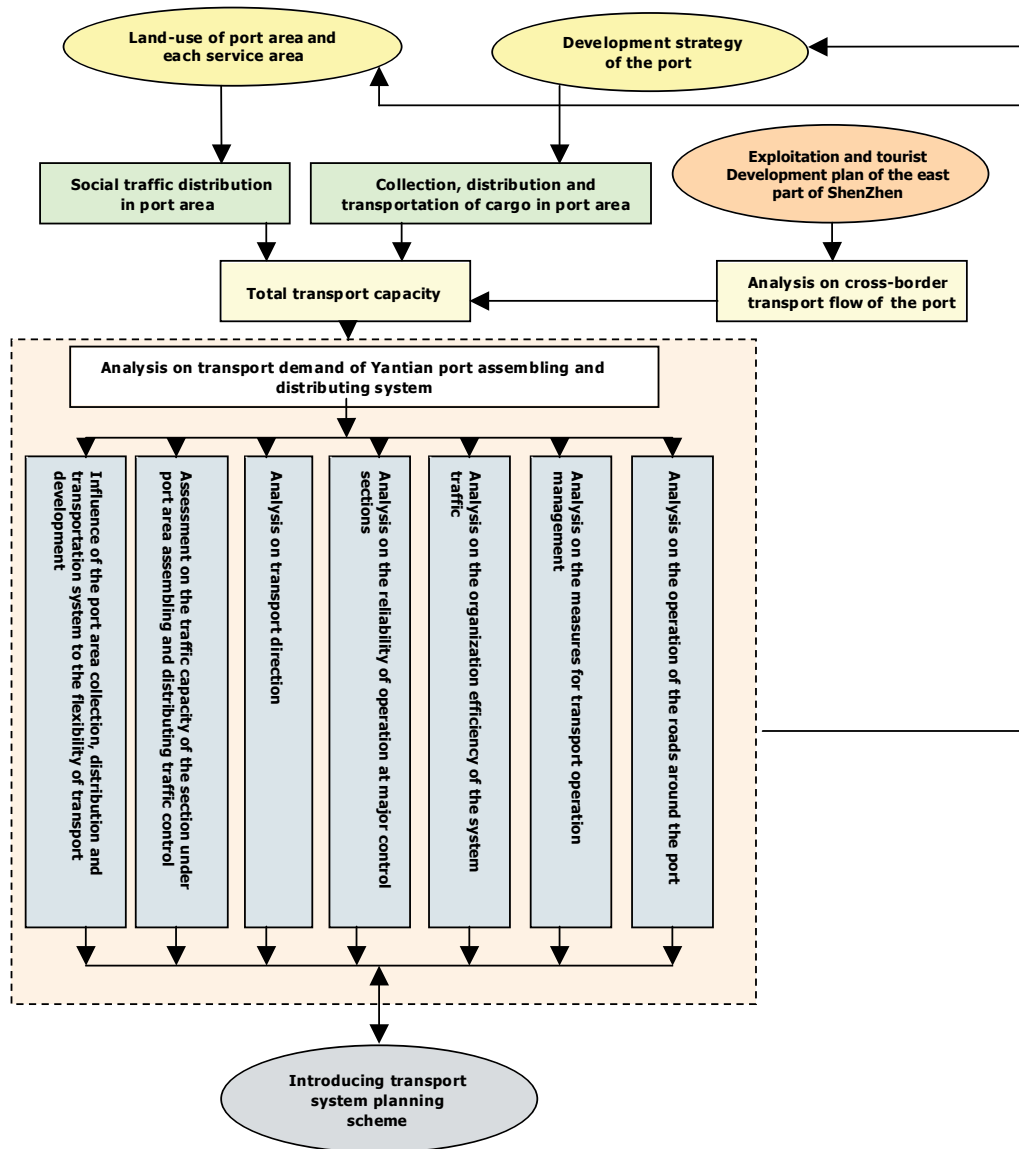 Land-use of port area and
each service area
Development strategy
of the port
Exploitation and tourist
Development plan of the east
part of ShenZhen
Social traffic distribution
in port area
Collection, distribution and
transportation of cargo in port area
Total transport capacity
Analysis on cross-border
transport flow of the port
Analysis on transport demand of Yantian port assembling and
distributing system
Influence of the port area collection, distribution and
transportation system to the flexibility of transport
development
Assessment on the traffic capacity of the section under
port area assembling and distributing traffic control
Analysis on transport direction
Analysis on the reliability of operation at major control
sections
Analysis on the organization efficiency of the system
traffic
Analysis on the measures for transport operation
management
Analysis on the operation of the roads around the port
Introducing transport
system planning
scheme